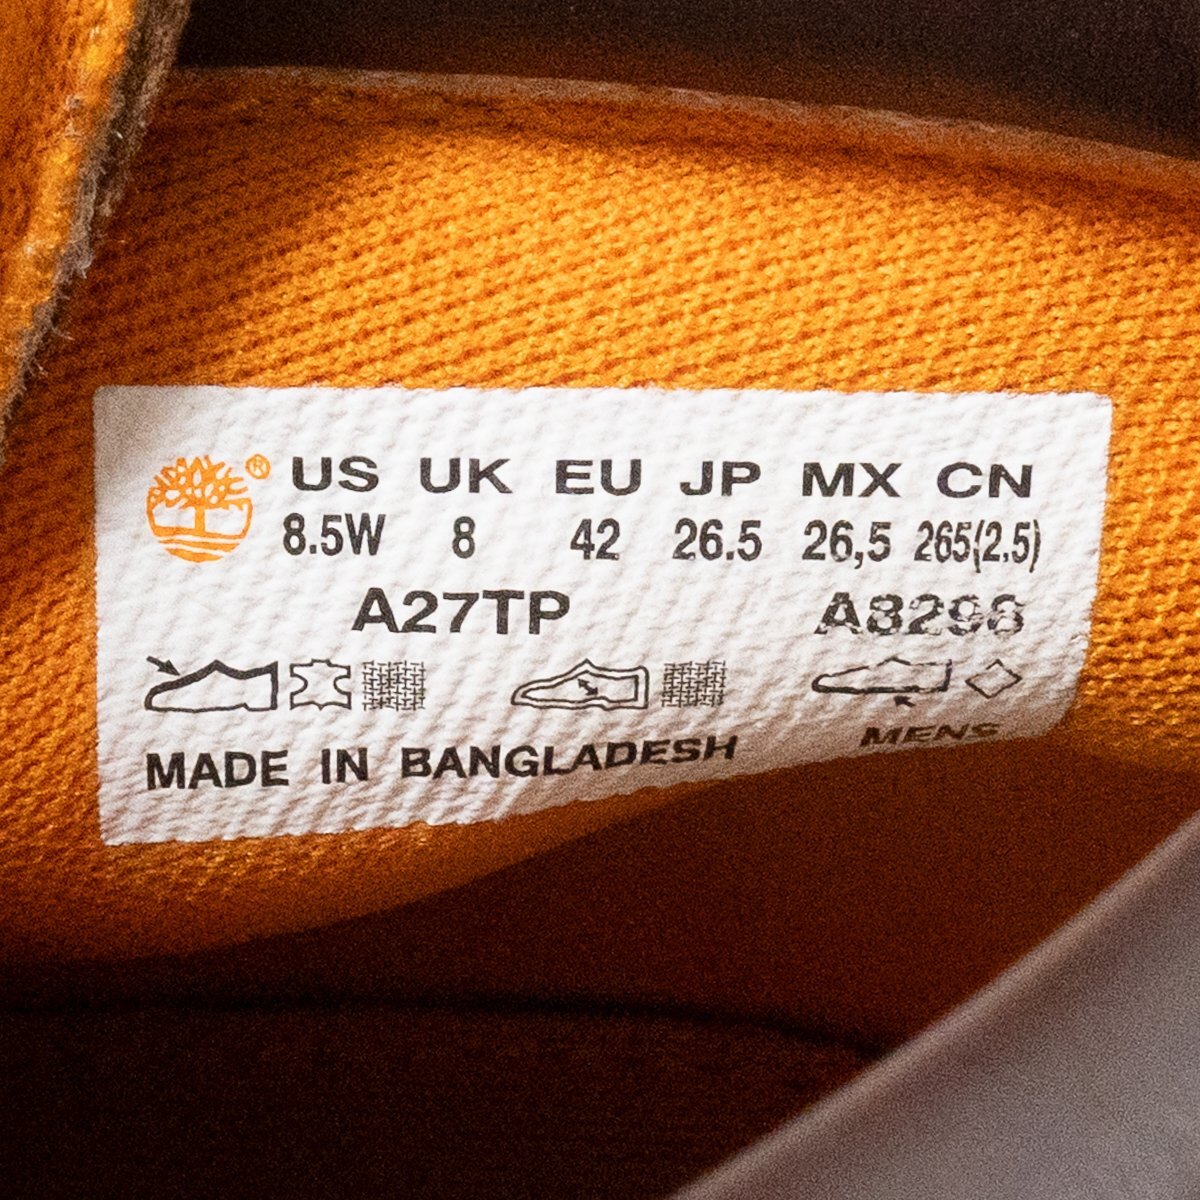 ® US UK EU JP MX CN
8.5W 8 42 26.5 26,5 265(2.5)
A27TP A8298
MENS
MADE IN BANGLADESH